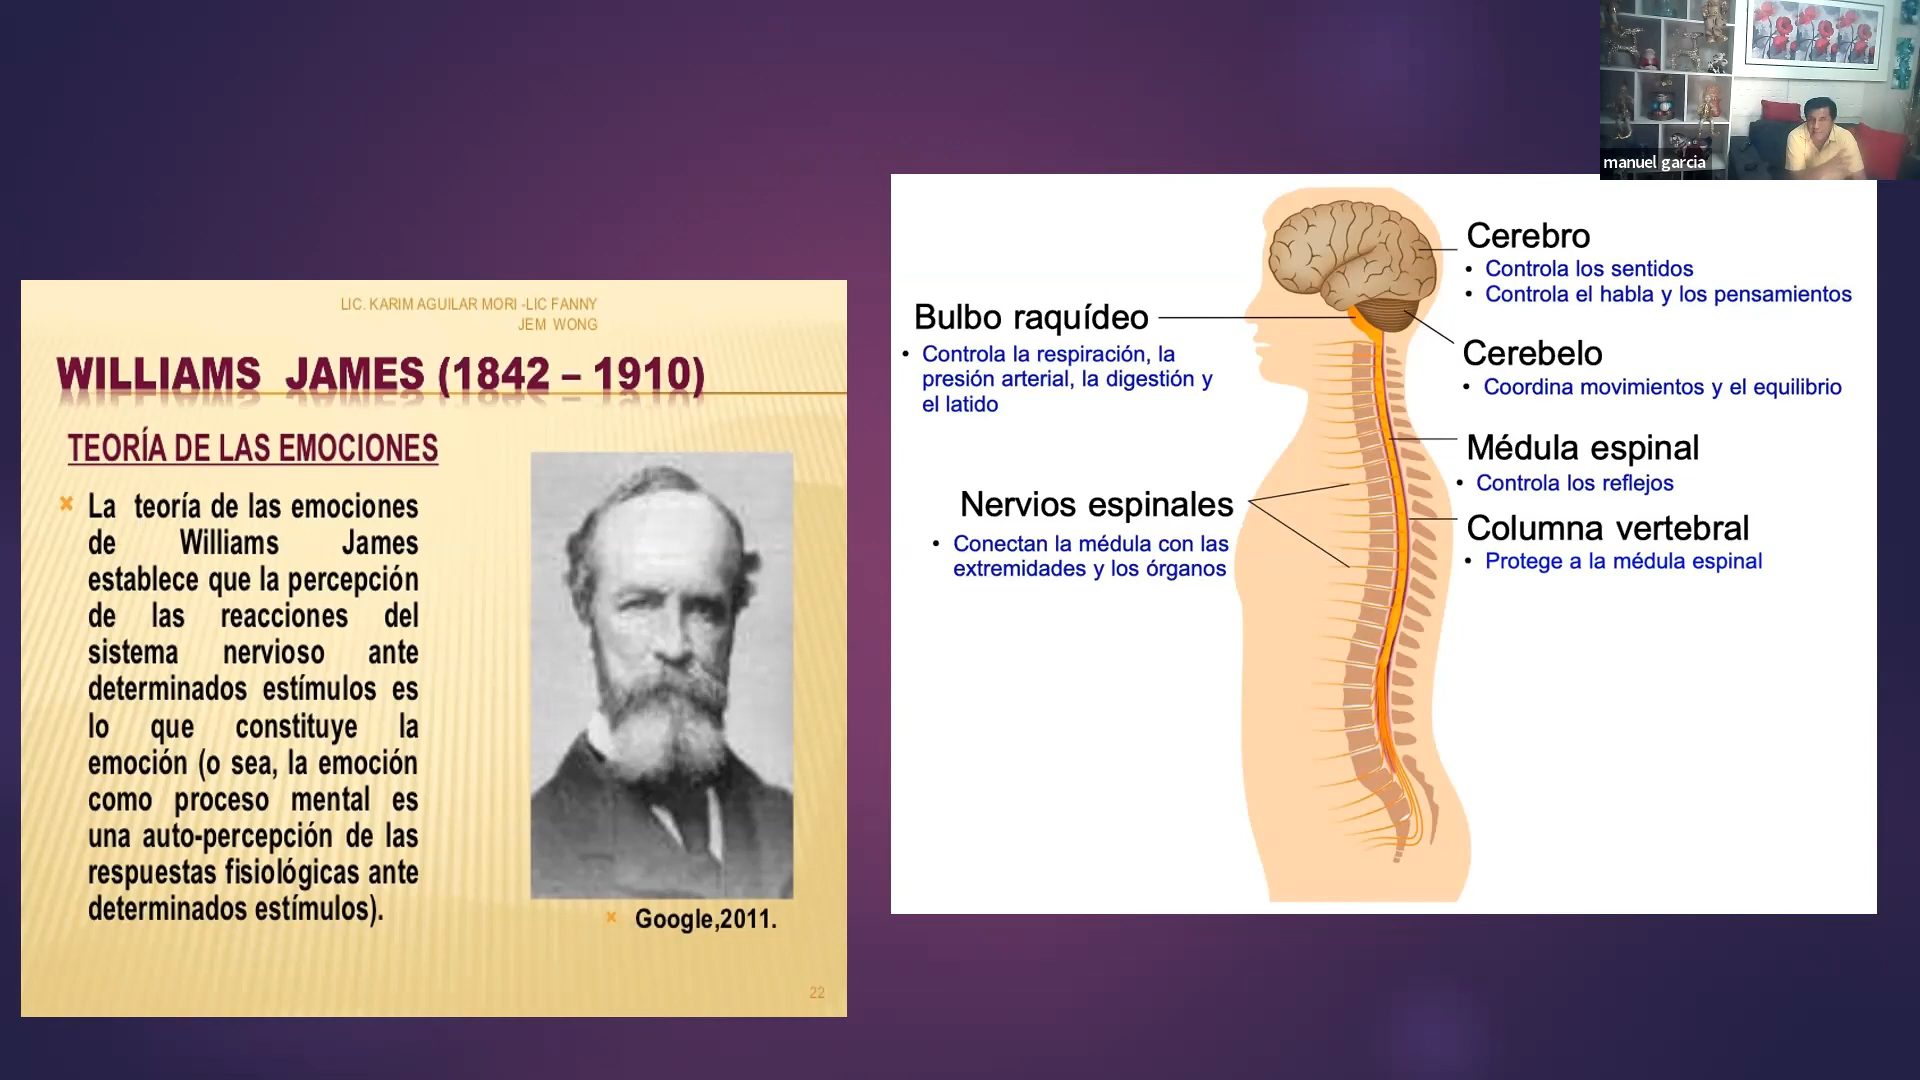 LIC. KARIM AGUILAR MORI -LIC FANNY
JEM WONG
WILLIAMS JAMES (1842 – 1910)
TEORÍA DE LAS EMOCIONES
La teoría de las emociones
de Williams James
establece que la percepción
de las reacciones del
sistema nervioso ante
determinados estímulos es
lo que constituye la
emoción (o sea, la emoción
como proceso mental es
una auto-percepción de las
respuestas fisiológicas ante
determinados estímulos).
Google,2011.
22
manuel garcia
Bulbo raquídeo
• Controla la respiración, la
presión arterial, la digestión y
el latido
Nervios espinales
• Conectan la médula con las
extremidades y los órganos
Cerebro
• Controla los sentidos
• Controla el habla y los pensamientos
Cerebelo
• Coordina movimientos y el equilibrio
Médula espinal
• Controla los reflejos
Columna vertebral
• Protege a la médula espinal